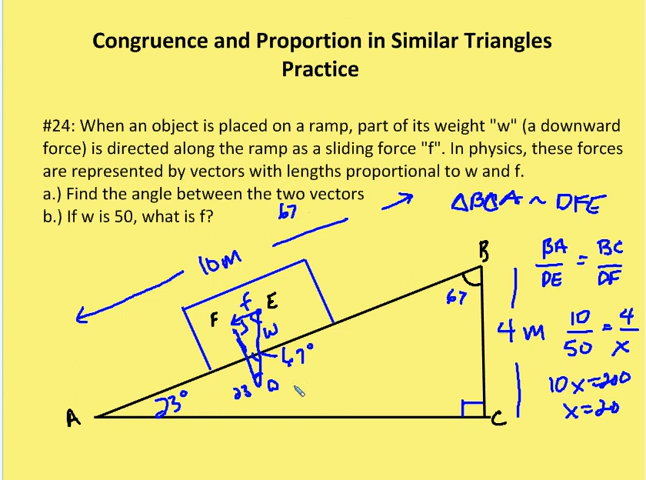 Congruence and Proportion in Similar Triangles
Practice
#24: When an object is placed on a ramp, part of its weight "w" (a downward
force) is directed along the ramp as a sliding force "f". In physics, these forces
are represented by vectors with lengths proportional to w and f.
a.) Find the angle between the two vectors
b.) If w is 50, what is f?
67
△BCA ~ DFE
10M
BA/DE = BC/DF
B
67
4 M
10/50 = 4/x
10x=200
x=20
f
F
E
W
67°
23
D
23°
A
C